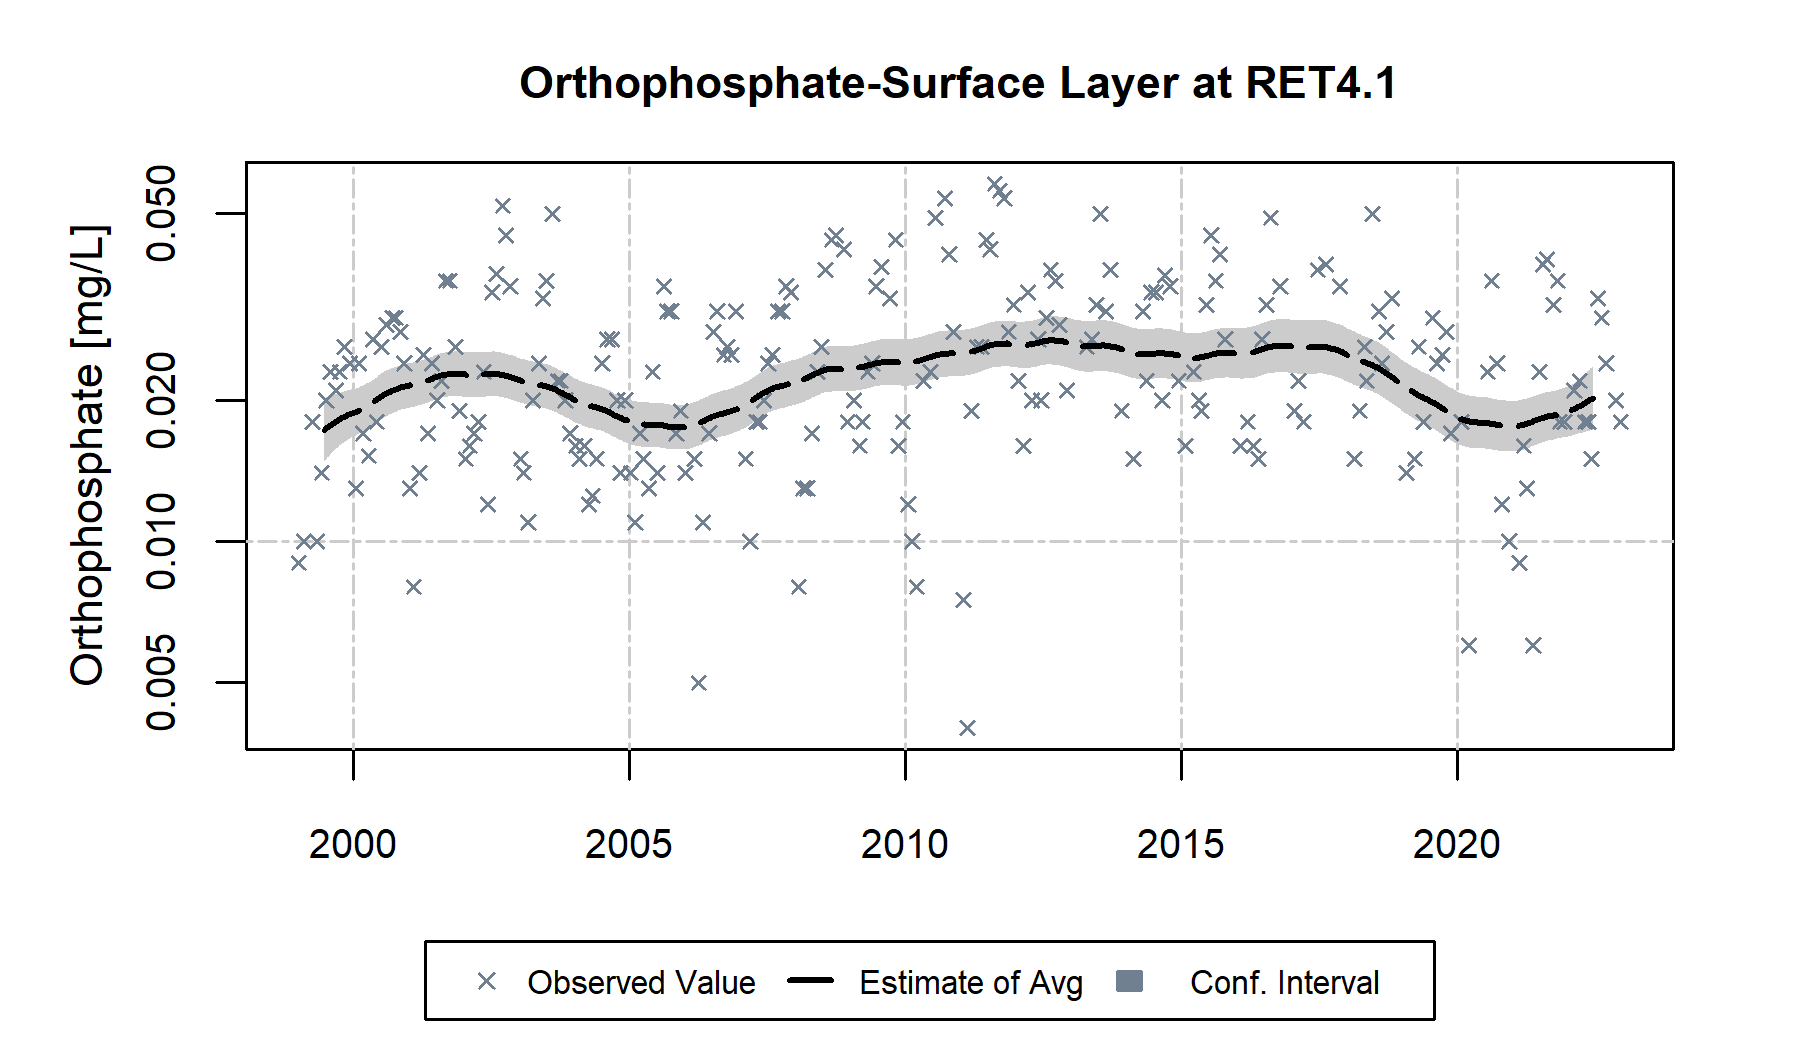 Orthophosphate-Surface Layer at RET4.1
Orthophosphate [mg/L]
0.050
0.020
0.010
0.005
2000 2005 2010 2015 2020
Observed Value Estimate of Avg Conf. Interval